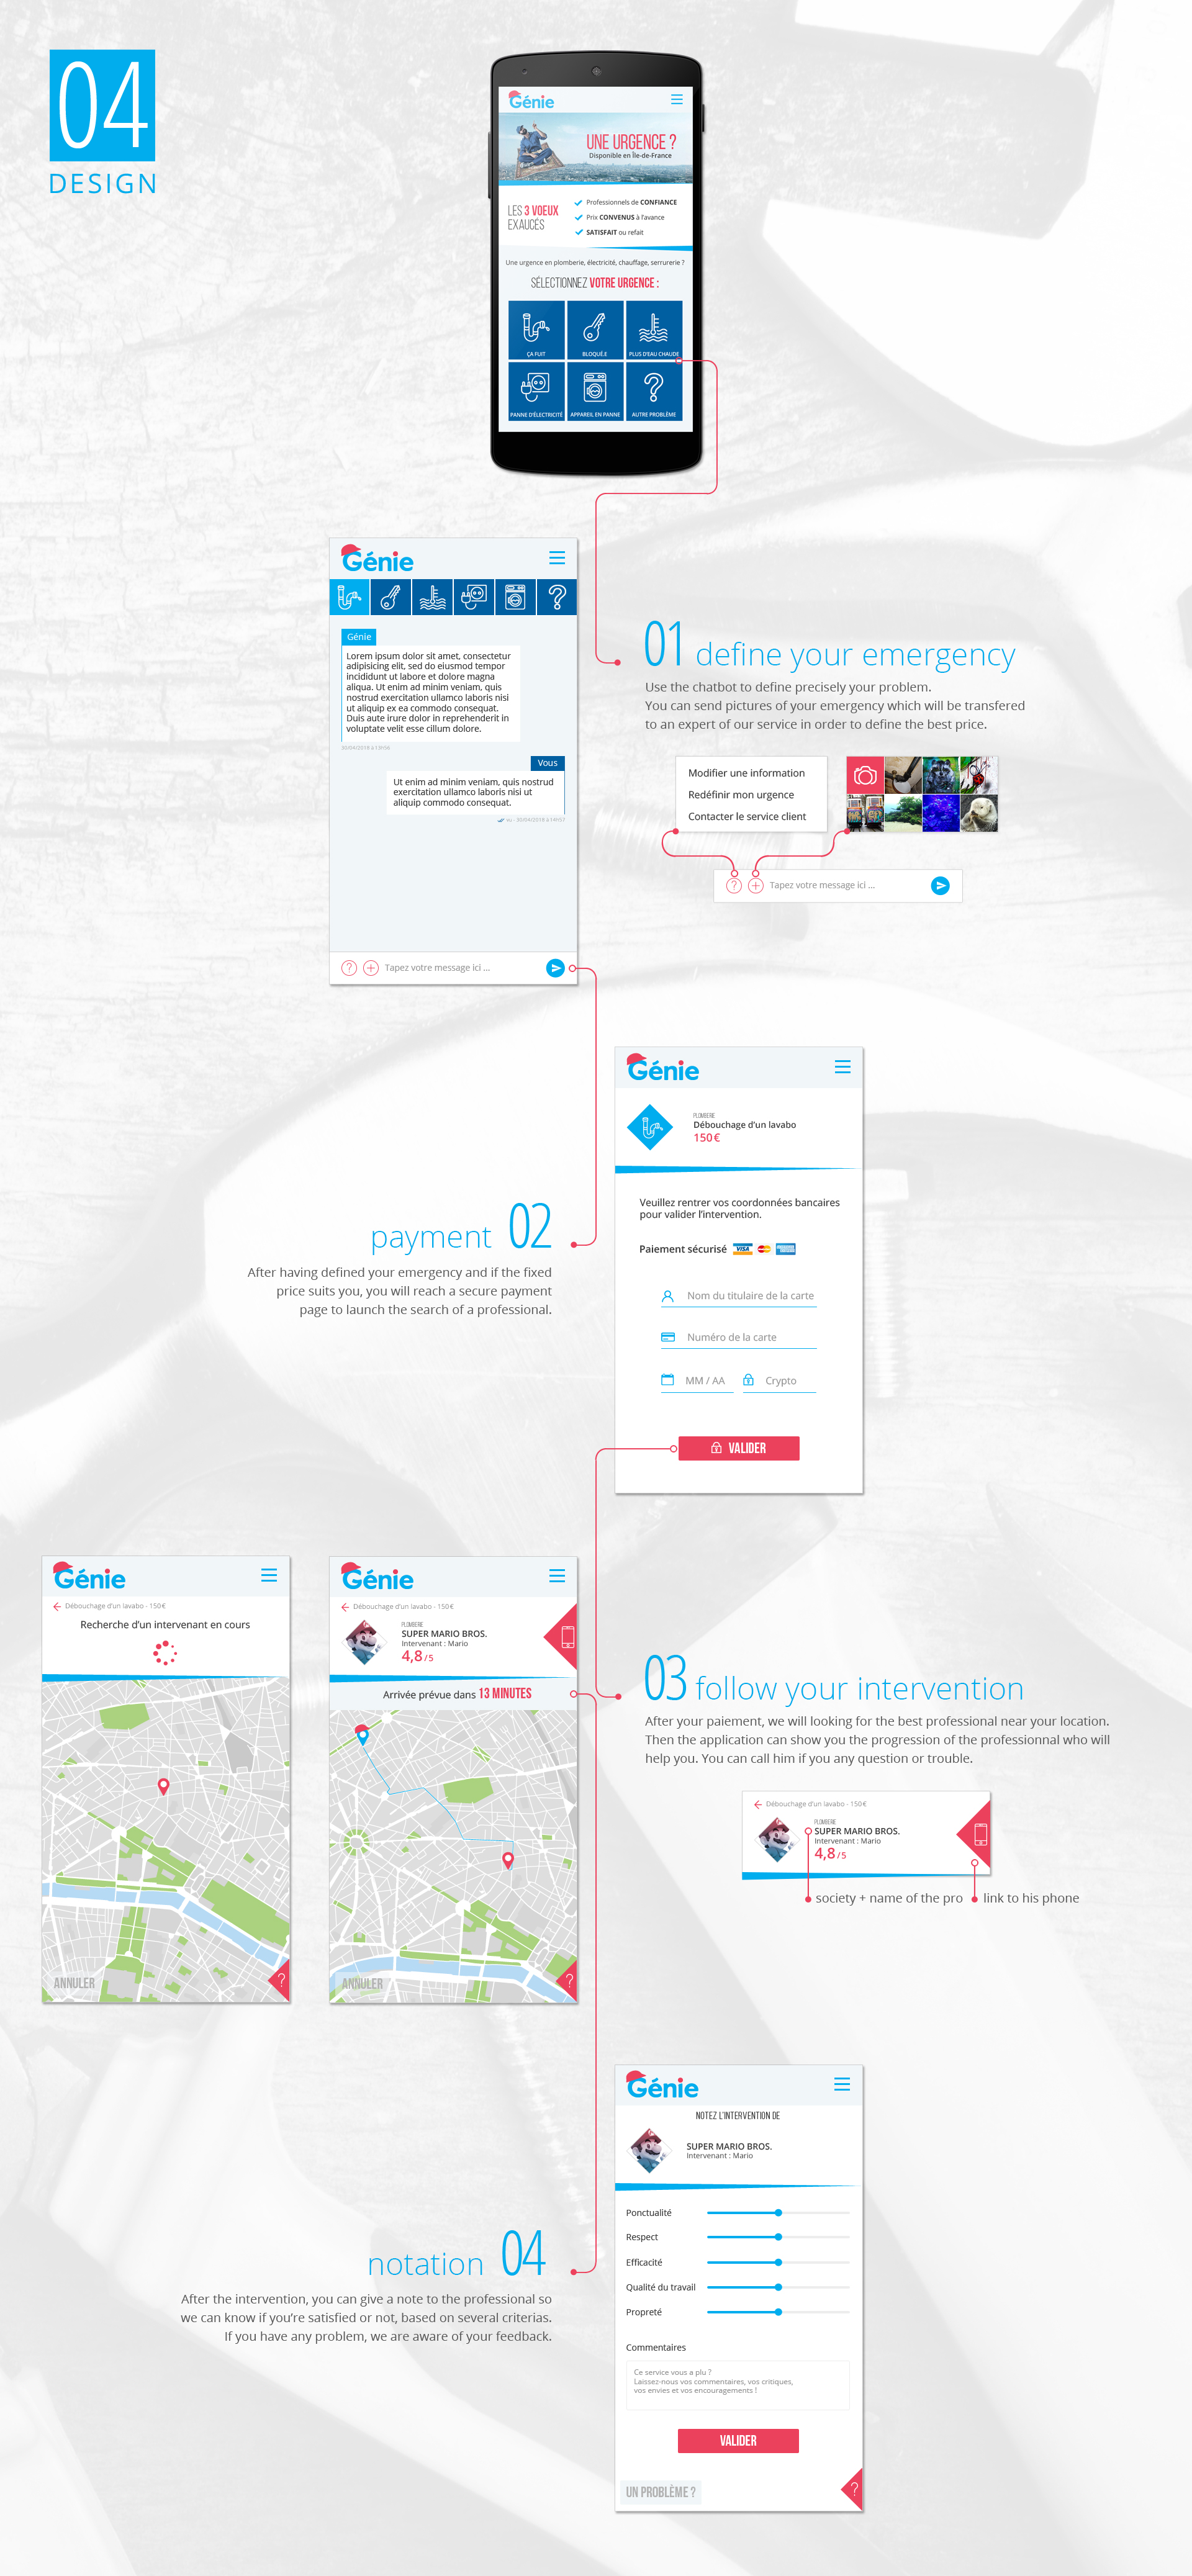 04
DESIGN
Génie
UNE URGENCE ?
Disponible en Île-de-France
LES 3 VOEUX
EXAUCÉS
Professionnels de CONFIANCE
Prix CONVENUS à l'avance
SATISFAIT ou refait
Une urgence en plomberie, électricité, chauffage, serrurerie ?
SÉLECTIONNEZ VOTRE URGENCE :
ÇA FUIT
BLOQUÉ.E
PLUS D'EAU CHAUDE
PANNE D'ÉLECTRICITÉ
APPAREIL EN PANNE
AUTRE PROBLÈME
Génie
Génie
Lorem ipsum dolor sit amet, consectetur
adipisicing elit, sed do eiusmod tempor
incididunt ut labore et dolore magna
aliqua. Ut enim ad minim veniam, quis
nostrud exercitation ullamco laboris nisi
ut aliquip ex ea commodo consequat.
Duis aute irure dolor in reprehenderit in
voluptate velit esse cillum dolore.
Vous
Ut enim ad minim veniam, quis nostrud
exercitation ullamco laboris nisi ut
aliquip commodo consequat.
vu - 30/04/2018 à 14H57
Tapez votre message ici ...
01 define your emergency
Use the chatbot to define precisely your problem.
You can send pictures of your emergency which will be transfered
to an expert of our service in order to define the best price.
Modifier une information
Redéfinir mon urgence
Contacter le service client
Tapez votre message ici ...
payment 02
After having defined your emergency and if the fixed
price suits you, you will reach a secure payment
page to launch the search of a professional.
Génie
PLOMBERIE
Débouchage d'un lavabo
150€
Veuillez rentrer vos coordonnées bancaires
pour valider l'intervention.
Paiement sécurisé
VISA
Nom du titulaire de la carte
Numéro de la carte
MM / AA
Crypto
VALIDER
Génie
Débouchage d'un lavabo - 150€
Recherche d'un intervenant en cours
ANNULER
?
Génie
Débouchage d'un lavabo - 150€
PLOMBERIE
SUPER MARIO BROS.
Intervenant : Mario
4,8/5
Arrivée prévue dans 13 MINUTES
ANNULER
?
03 follow your intervention
After your paiement, we will looking for the best professional near your location.
Then the application can show you the progression of the professionnal who will
help you. You can call him if you any question or trouble.
Débouchage d'un lavabo - 150€
PLOMBERIE
SUPER MARIO BROS.
Intervenant : Mario
4,8/5
society + name of the pro
link to his phone
notation 04
After the intervention, you can give a note to the professional so
we can know if you're satisfied or not, based on several criterias.
If you have any problem, we are aware of your feedback.
Génie
NOTEZ L'INTERVENTION DE
SUPER MARIO BROS.
Intervenant : Mario
Ponctualité
Respect
Efficacité
Qualité du travail
Propreté
Commentaires
Ce service vous a plu ?
Laissez-nous vos commentaires, vos critiques,
vos envies et vos encouragements !
VALIDER
UN PROBLÈME ?
?